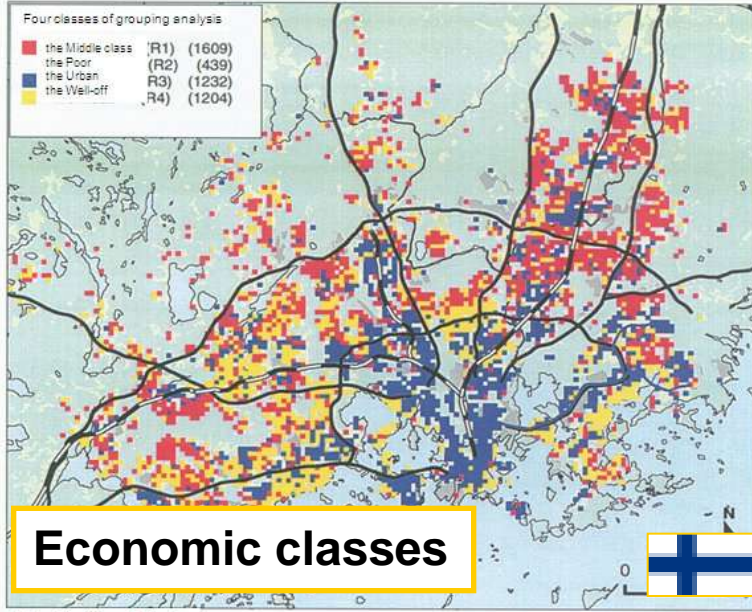 Four classes of grouping analysis
the Middle class (R1) (1609)
the Poor (R2) (439)
the Urban R3) (1232)
the Well-off R4) (1204)
Economic classes
N
0